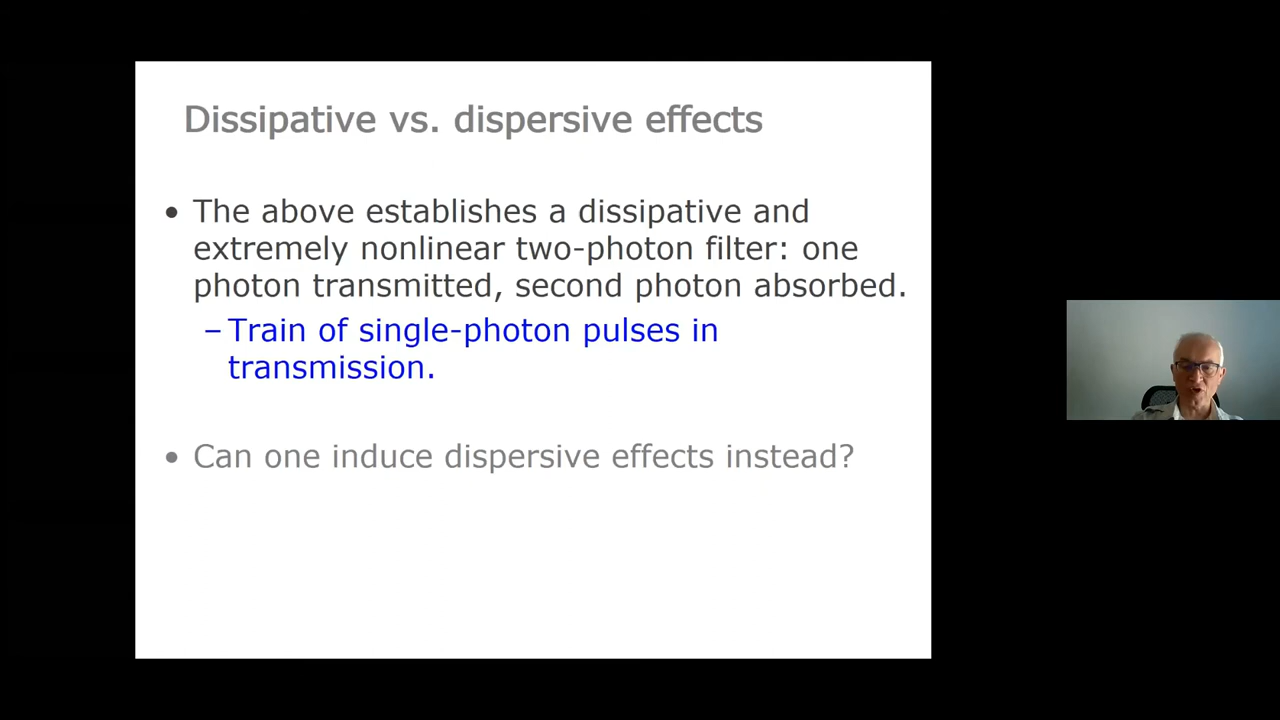 Dissipative vs. dispersive effects
• The above establishes a dissipative and
extremely nonlinear two-photon filter: one
photon transmitted, second photon absorbed.
– Train of single-photon pulses in
transmission.
• Can one induce dispersive effects instead?